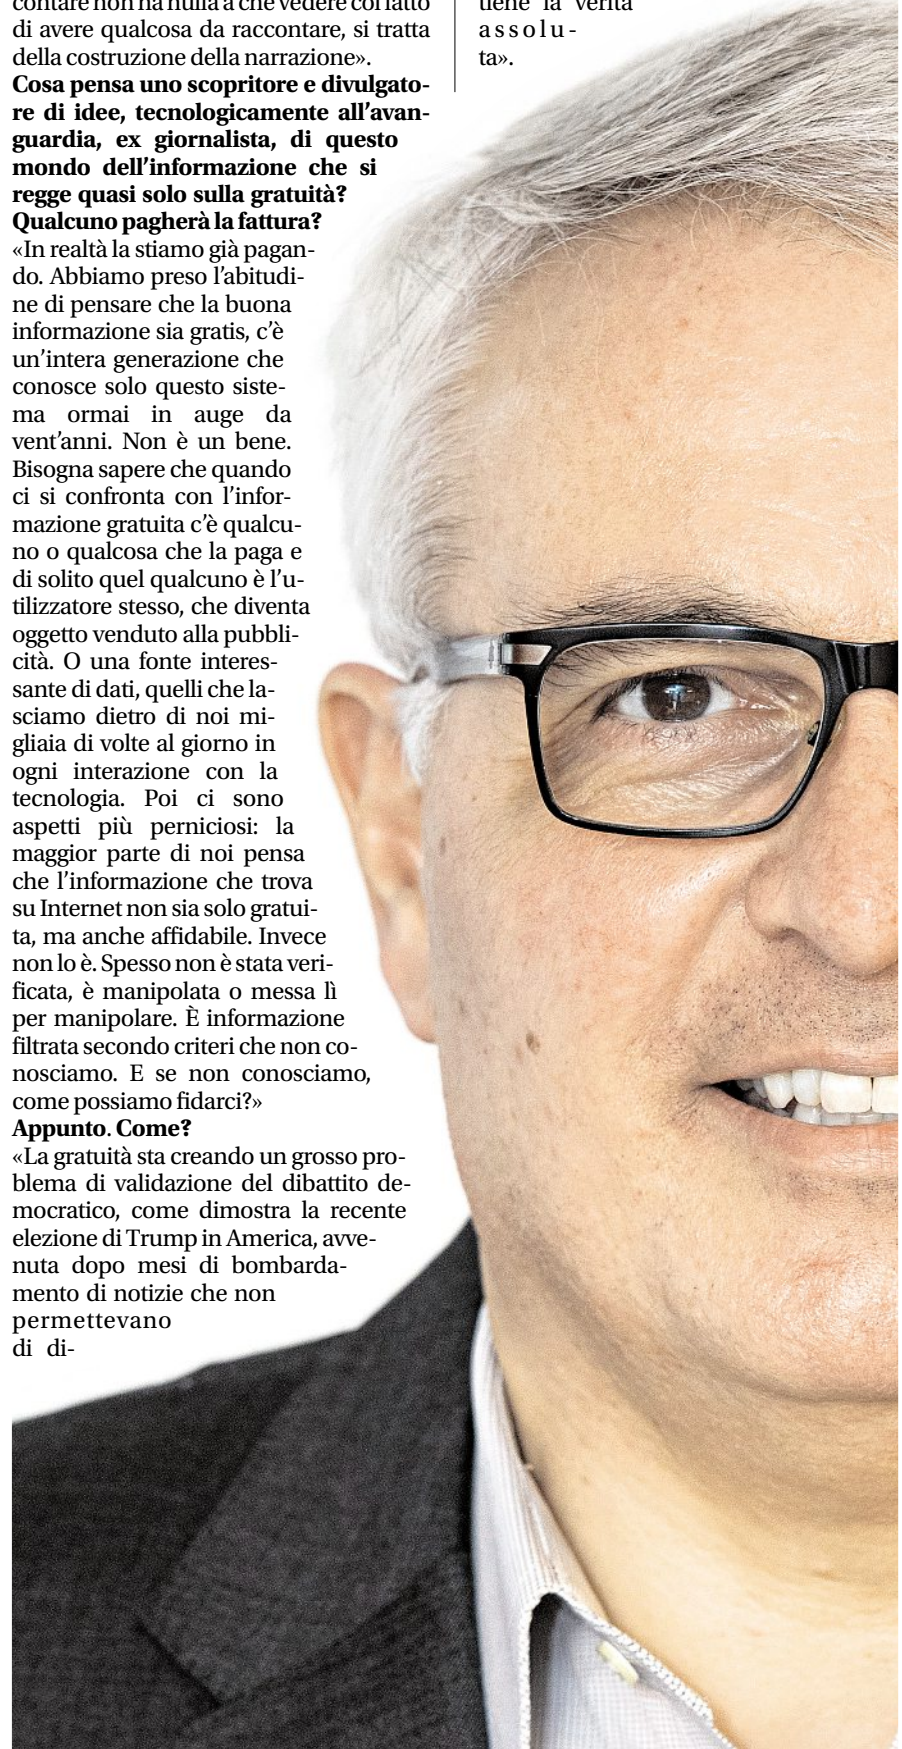 contare non ha nulla a che vedere col fatto
di avere qualcosa da raccontare, si tratta
della costruzione della narrazione».
Cosa pensa uno scopritore e divulgato-
re di idee, tecnologicamente all’avan-
guardia, ex giornalista, di questo
mondo dell’informazione che si
regge quasi solo sulla gratuità?
Qualcuno pagherà la fattura?
«In realtà la stiamo già pagan-
do. Abbiamo preso l’abitudi-
ne di pensare che la buona
informazione sia gratis, c’è
un’intera generazione che
conosce solo questo siste-
ma ormai in auge da
vent’anni. Non è un bene.
Bisogna sapere che quando
ci si confronta con l’infor-
mazione gratuita c’è qualcu-
no o qualcosa che la paga e
di solito quel qualcuno è l’u-
tilizzatore stesso, che diventa
oggetto venduto alla pubbli-
cità. O una fonte interes-
sante di dati, quelli che la-
sciamo dietro di noi mi-
gliaia di volte al giorno in
ogni interazione con la
tecnologia. Poi ci sono
aspetti più perniciosi: la
maggior parte di noi pensa
che l’informazione che trova
su Internet non sia solo gratui-
ta, ma anche affidabile. Invece
non lo è. Spesso non è stata veri-
ficata, è manipolata o messa lì
per manipolare. È informazione
filtrata secondo criteri che non co-
nosciamo. E se non conosciamo,
come possiamo fidarci?»
Appunto. Come?
«La gratuità sta creando un grosso pro-
blema di validazione del dibattito de-
mocratico, come dimostra la recente
elezione di Trump in America, avve-
nuta dopo mesi di bombarda-
mento di notizie che non
permettevano
di di-
tiene la verità
assolu-
ta».